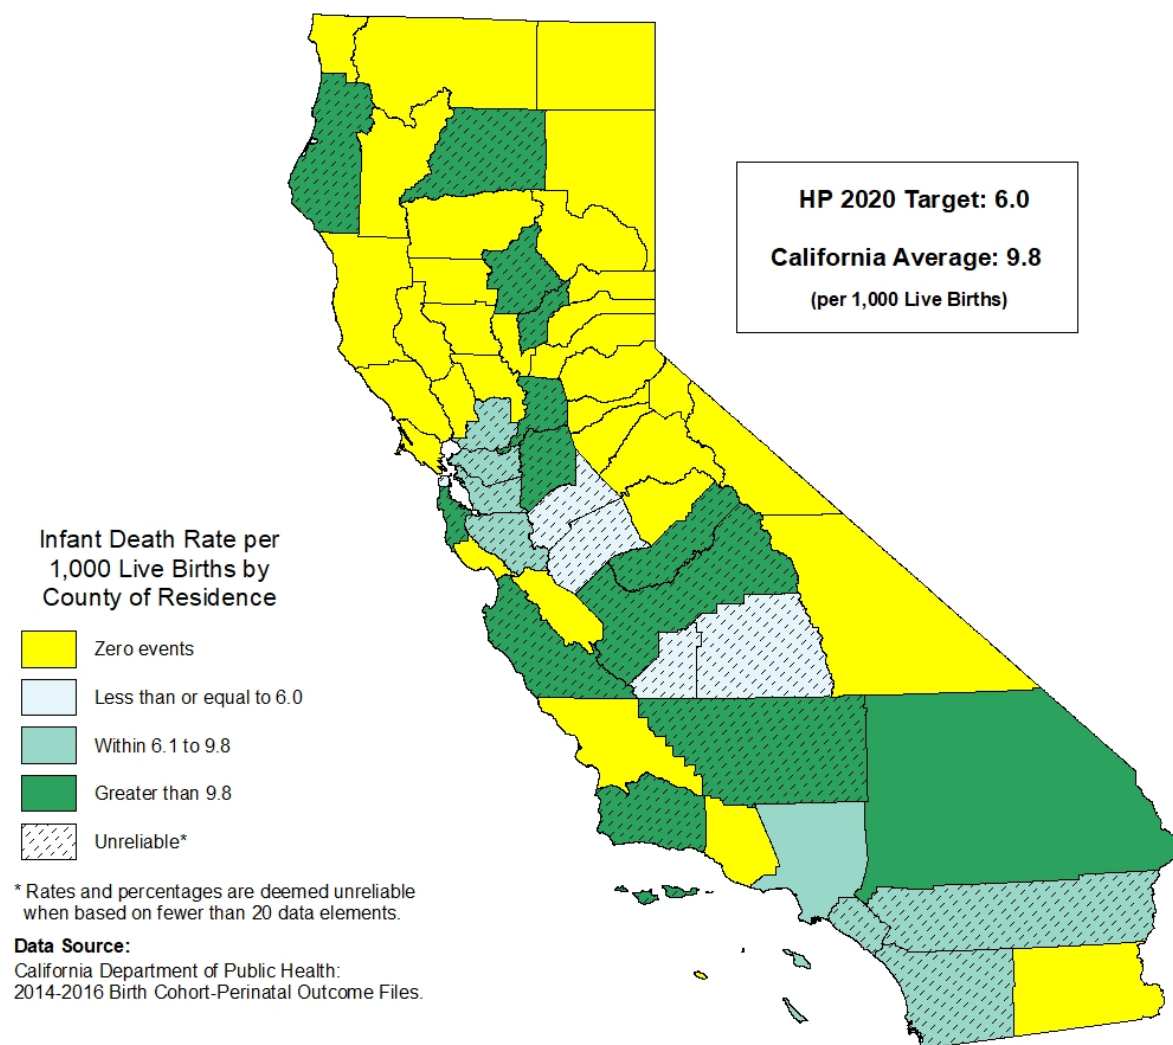 HP 2020 Target: 6.0
California Average: 9.8
(per 1,000 Live Births)
Infant Death Rate per
1,000 Live Births by
County of Residence
Zero events
Less than or equal to 6.0
Within 6.1 to 9.8
Greater than 9.8
Unreliable*
* Rates and percentages are deemed unreliable
when based on fewer than 20 data elements.
Data Source:
California Department of Public Health:
2014-2016 Birth Cohort-Perinatal Outcome Files.